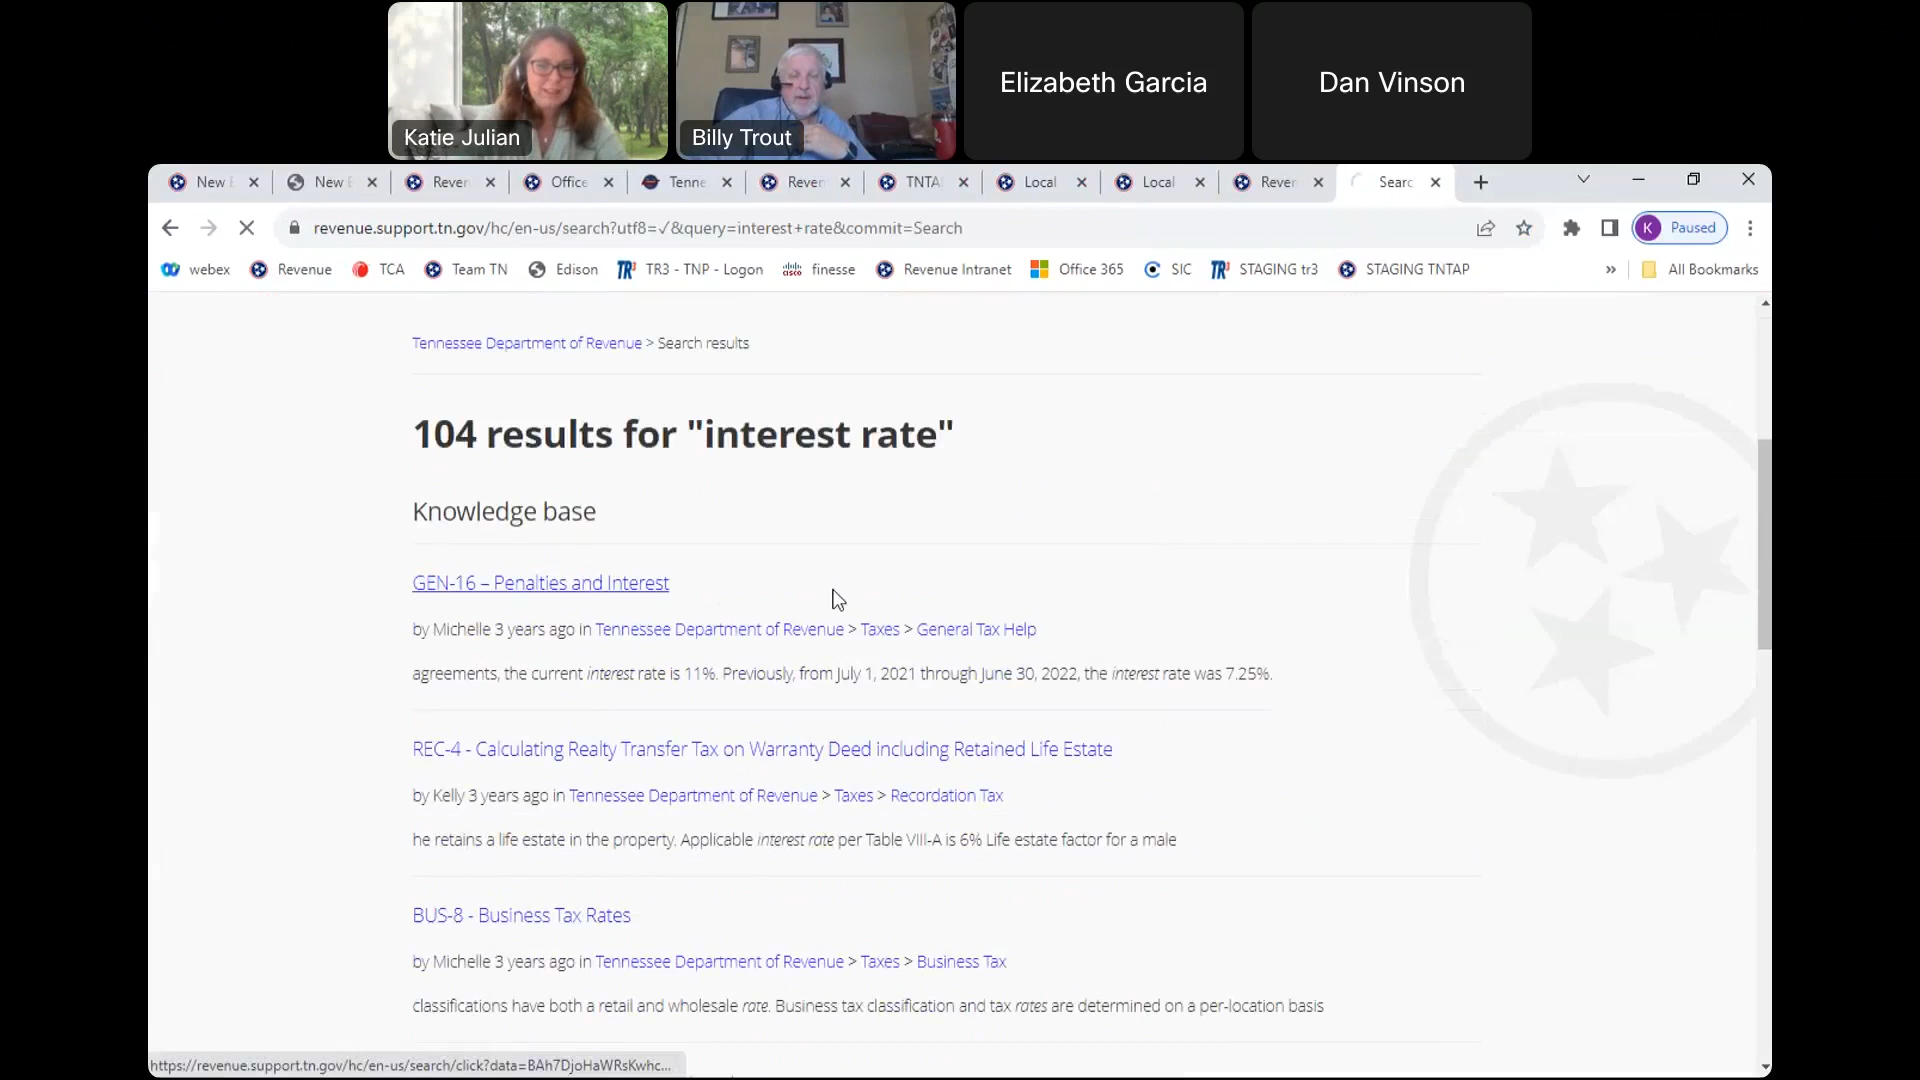 Katie Julian
Billy Trout
Elizabeth Garcia
Dan Vinson
New
New
Reven
Office
Tenne
Reven
TNTA
Local
Local
Reven
Searc
revenue.support.tn.gov/hc/en-us/search?utf8=✓&query=interest+rate&commit=Search
K Paused
webex Revenue TCA Team TN Edison TR3 - TNP - Logon finesse Revenue Intranet Office 365 SIC STAGING tr3 STAGING TNTAP » All Bookmarks
Tennessee Department of Revenue > Search results
104 results for "interest rate"
Knowledge base
GEN-16 – Penalties and Interest
by Michelle 3 years ago in Tennessee Department of Revenue > Taxes > General Tax Help
agreements, the current interest rate is 11%. Previously, from July 1, 2021 through June 30, 2022, the interest rate was 7.25%.
REC-4 - Calculating Realty Transfer Tax on Warranty Deed including Retained Life Estate
by Kelly 3 years ago in Tennessee Department of Revenue > Taxes > Recordation Tax
he retains a life estate in the property. Applicable interest rate per Table VIII-A is 6% Life estate factor for a male
BUS-8 - Business Tax Rates
by Michelle 3 years ago in Tennessee Department of Revenue > Taxes > Business Tax
classifications have both a retail and wholesale rate. Business tax classification and tax rates are determined on a per-location basis
https://revenue.support.tn.gov/hc/en-us/search/click?data=BAh7DjoHaWRsKwhc...